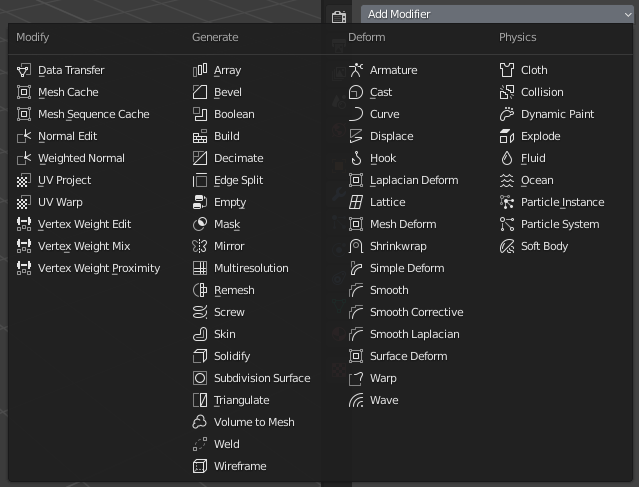 Add Modifier
Modify
Data Transfer
Mesh Cache
Mesh Sequence Cache
Normal Edit
Weighted Normal
UV Project
UV Warp
Vertex Weight Edit
Vertex Weight Mix
Vertex Weight Proximity
Generate
Array
Bevel
Boolean
Build
Decimate
Edge Split
Empty
Mask
Mirror
Multiresolution
Remesh
Screw
Skin
Solidify
Subdivision Surface
Triangulate
Volume to Mesh
Weld
Wireframe
Deform
Armature
Cast
Curve
Displace
Hook
Laplacian Deform
Lattice
Mesh Deform
Shrinkwrap
Simple Deform
Smooth
Smooth Corrective
Smooth Laplacian
Surface Deform
Warp
Wave
Physics
Cloth
Collision
Dynamic Paint
Explode
Fluid
Ocean
Particle Instance
Particle System
Soft Body